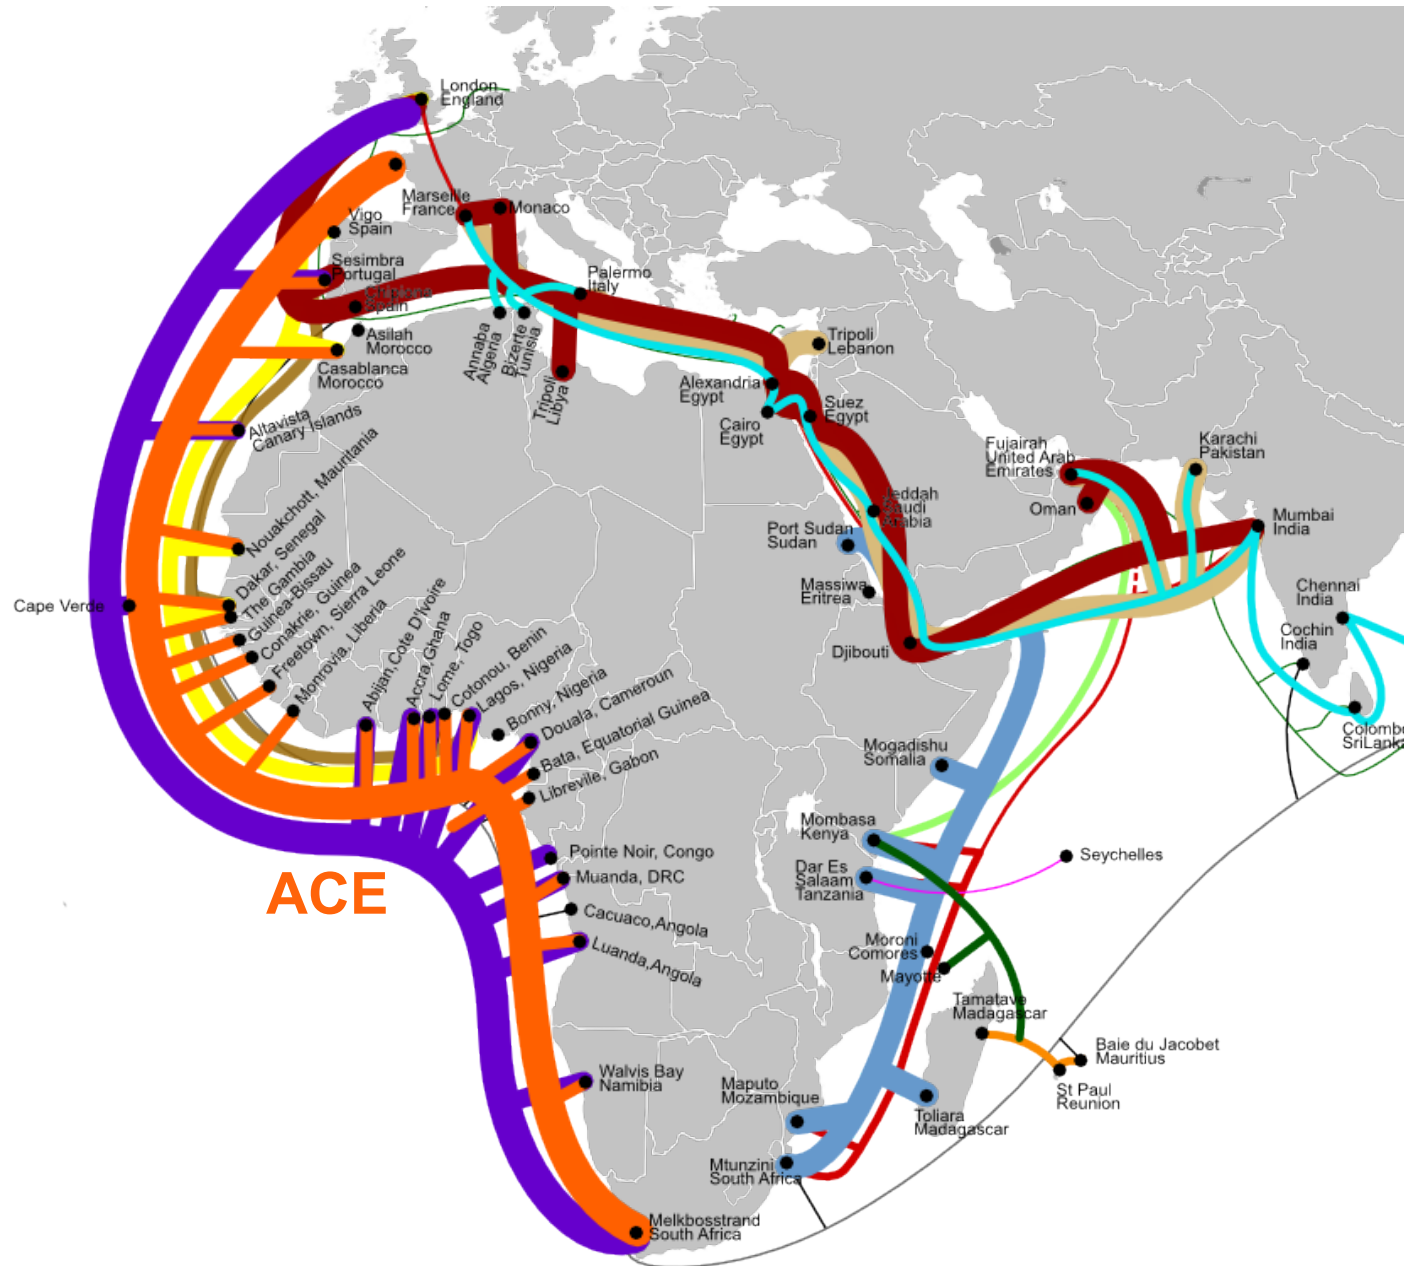 London
England
Marseille
France
Monaco
Vigo
Spain
Sesimbra
Portugal
Palermo
Italy
Spain
Asilah
Morocco
Casablanca
Morocco
Annaba
Algeria
Bizerte
Tunisia
Tripoli
Libya
Tripoli
Lebanon
Alexandria
Egypt
Cairo
Egypt
Suez
Egypt
Altavista
Canary Islands
Fujairah
United Arab
Emirates
Karachi
Pakistan
Oman
Mumbai
India
Jeddah
Saudi
Arabia
Port Sudan
Sudan
Massiwa
Eritrea
Djibouti
Chennai
India
Cochin
India
Colombo
SriLanka
Nouakchott, Mauritania
Dakar, Senegal
The Gambia
Guinea-Bissau
Conakrie, Guinea
Freetown, Sierra Leone
Monrovia, Liberia
Cape Verde
Abijan,Cote D'Ivoire
Accra,Ghana
Lome, Togo
Cotonou, Benin
Lagos, Nigeria
Bonny, Nigeria
Douala, Cameroun
Bata, Equatorial Guinea
Librevile, Gabon
Mogadishu
Somalia
Mombasa
Kenya
Dar Es
Salaam
Tanzania
Seychelles
ACE
Pointe Noir, Congo
Muanda, DRC
Cacuaco,Angola
Luanda,Angola
Moroni
Comores
Mayotte
Tamatave
Madagascar
Baie du Jacobet
Mauritius
St Paul
Reunion
Walvis Bay
Namibia
Maputo
Mozambique
Toliara
Madagascar
Mtunzini
South Africa
Melkbosstrand
South Africa